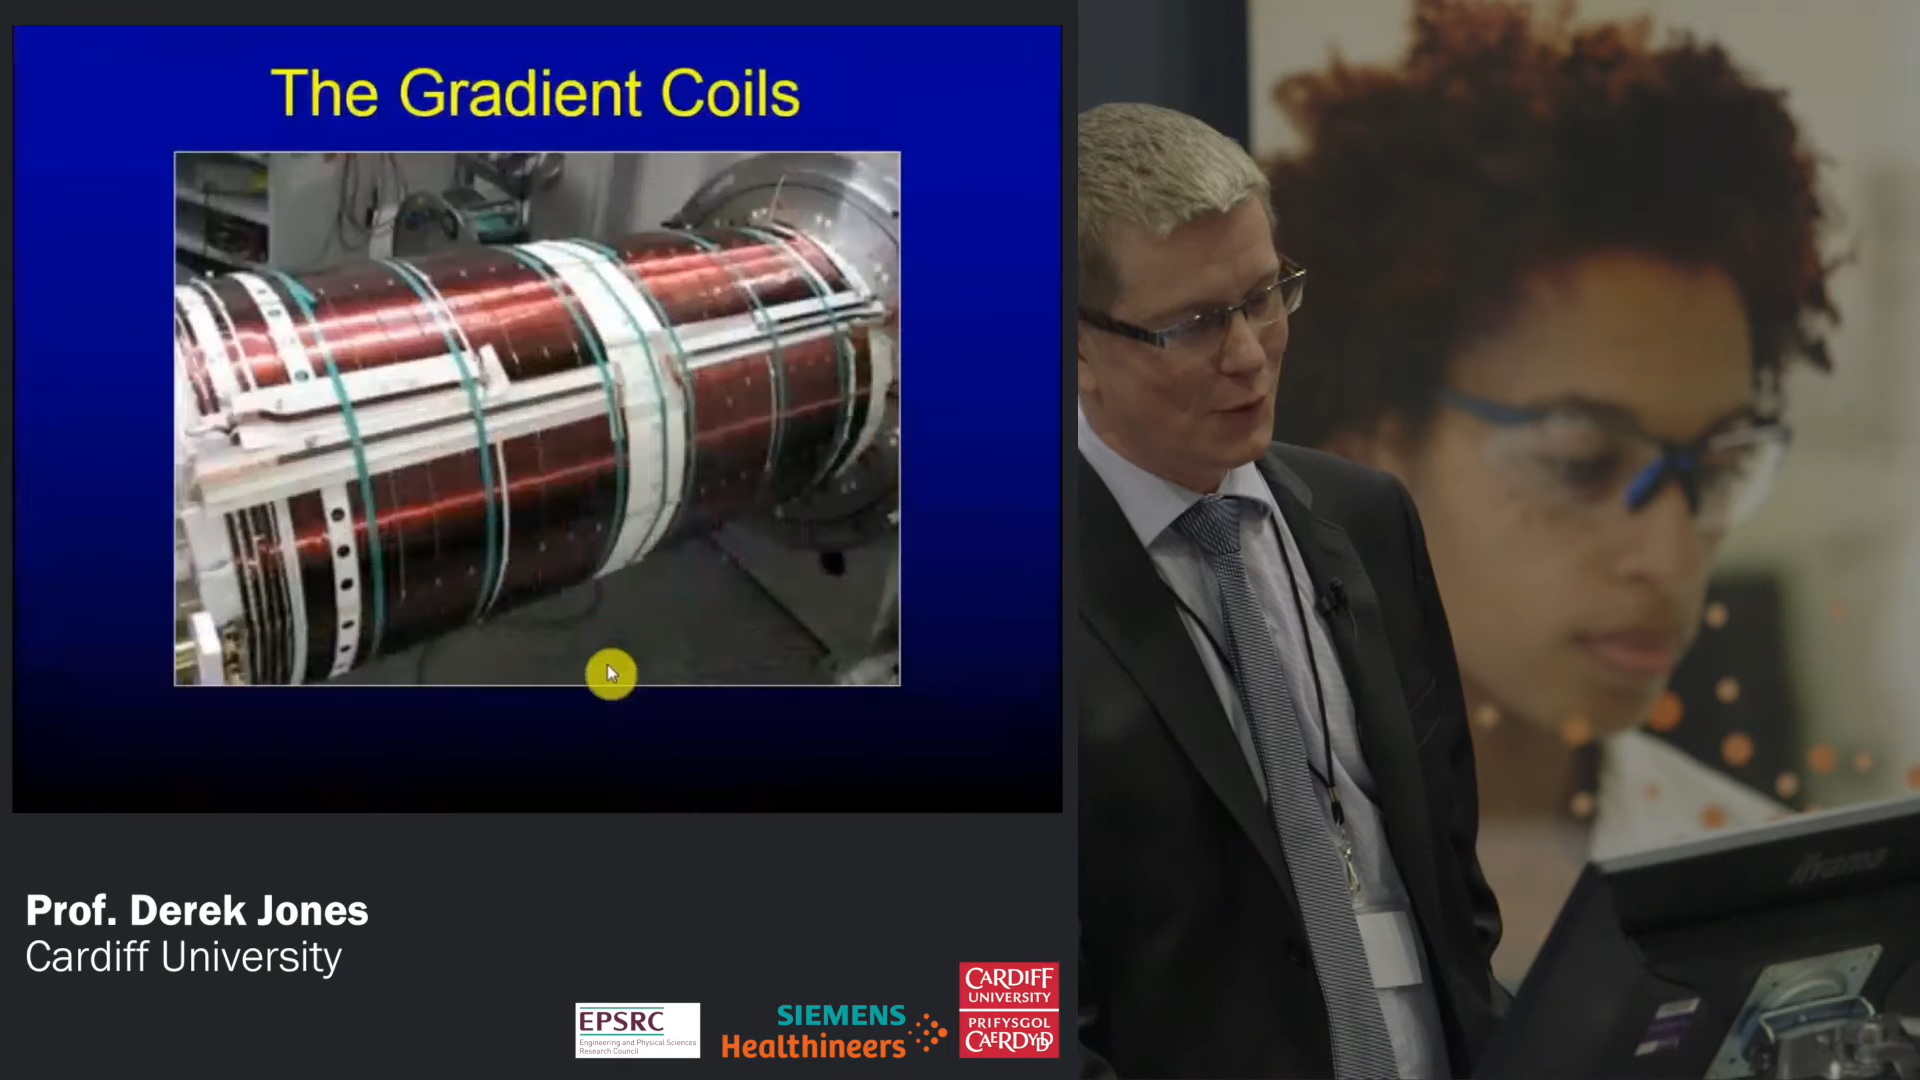 The Gradient Coils
Prof. Derek Jones
Cardiff University
EPSRC
Engineering and Physical Sciences
Research Council
SIEMENS
Healthineers
CARDIFF
UNIVERSITY
PRIFYSGOL
CAERDYDD
iiyama